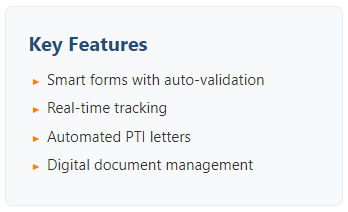 Key Features
▸ Smart forms with auto-validation
▸ Real-time tracking
▸ Automated PTI letters
▸ Digital document management